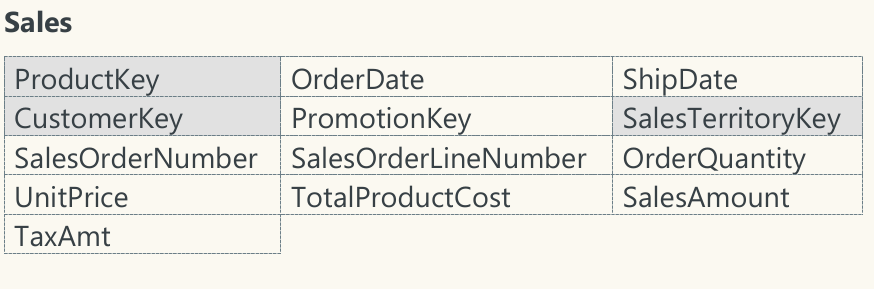 Sales
ProductKey OrderDate ShipDate
CustomerKey PromotionKey SalesTerritoryKey
SalesOrderNumber SalesOrderLineNumber OrderQuantity
UnitPrice TotalProductCost SalesAmount
TaxAmt